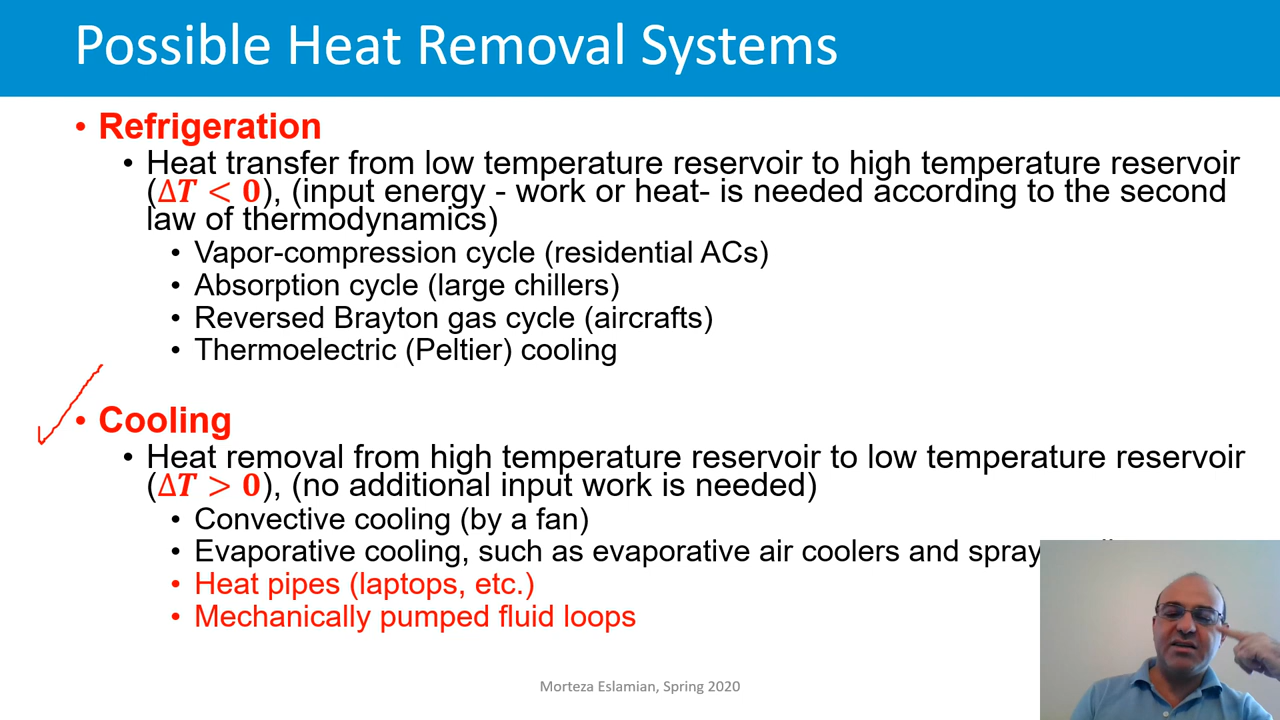 Possible Heat Removal Systems
• Refrigeration
• Heat transfer from low temperature reservoir to high temperature reservoir
(ΔT < 0), (input energy - work or heat- is needed according to the second
law of thermodynamics)
• Vapor-compression cycle (residential ACs)
• Absorption cycle (large chillers)
• Reversed Brayton gas cycle (aircrafts)
• Thermoelectric (Peltier) cooling
• Cooling
• Heat removal from high temperature reservoir to low temperature reservoir
(ΔT > 0), (no additional input work is needed)
• Convective cooling (by a fan)
• Evaporative cooling, such as evaporative air coolers and spray
• Heat pipes (laptops, etc.)
• Mechanically pumped fluid loops
Morteza Eslamian, Spring 2020